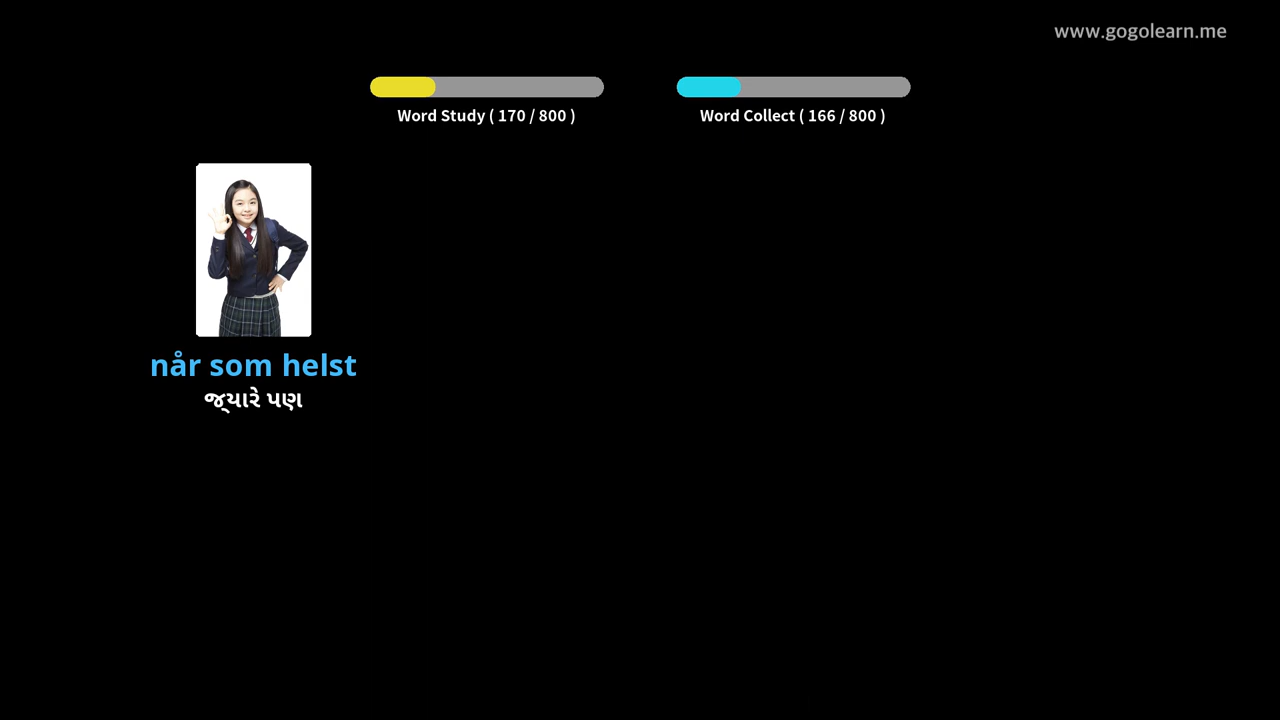 www.gogolearn.me
Word Study ( 170 / 800 )
Word Collect ( 166 / 800 )
når som helst
જ્યારે પણ